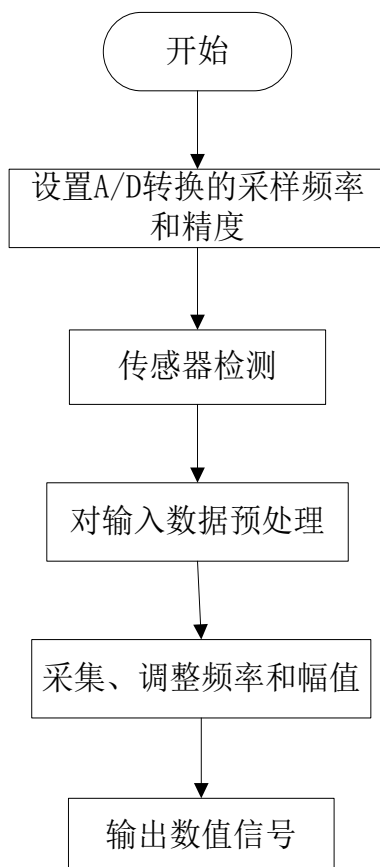 开始
设置A/D转换的采样频率
和精度
传感器检测
对输入数据预处理
采集、调整频率和幅值
输出数值信号